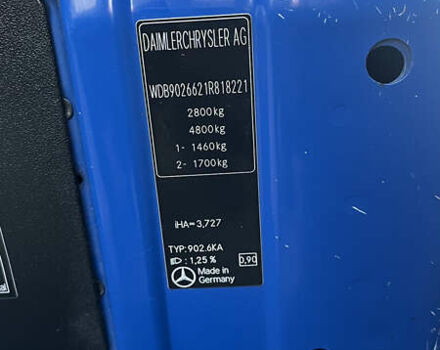 DAIMLERCHRYSLER AG
WDB9026621R818221
2800kg
4800kg
1- 1460kg
2- 1700kg
iHA=3,727
TYP:902.6KA
: 1,25 % 0,90
Made in
Germany